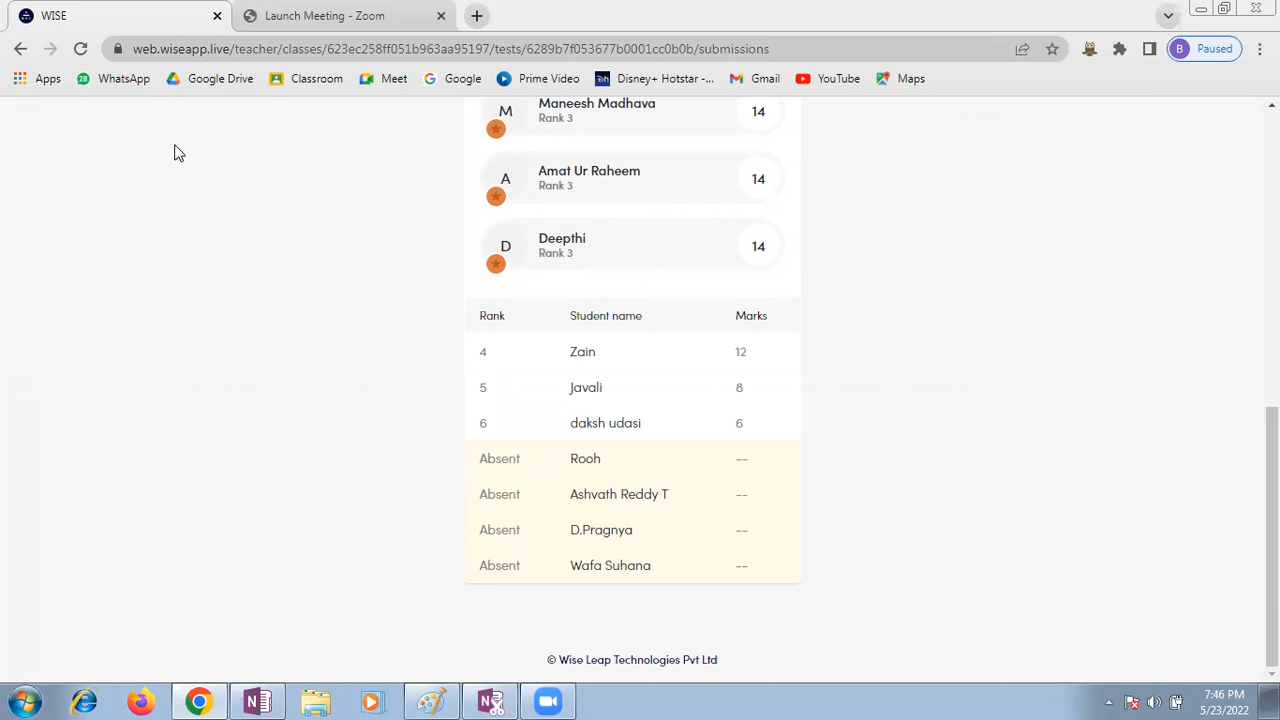 WISE
Launch Meeting - Zoom
web.wiseapp.live/teacher/classes/623ec258ff051b963aa95197/tests/6289b7f053677b0001cc0b0b/submissions
B Paused
Apps
28 WhatsApp
Google Drive
Classroom
Meet
Google
Prime Video
Disney+ Hotstar -...
Gmail
YouTube
Maps
M Maneesh Madhava 14
Rank 3
A Amat Ur Raheem 14
Rank 3
D Deepthi 14
Rank 3
Rank Student name Marks
4 Zain 12
5 Javali 8
6 daksh udasi 6
Absent Rooh --
Absent Ashvath Reddy T --
Absent D.Pragnya --
Absent Wafa Suhana --
© Wise Leap Technologies Pvt Ltd
7:46 PM
5/23/2022